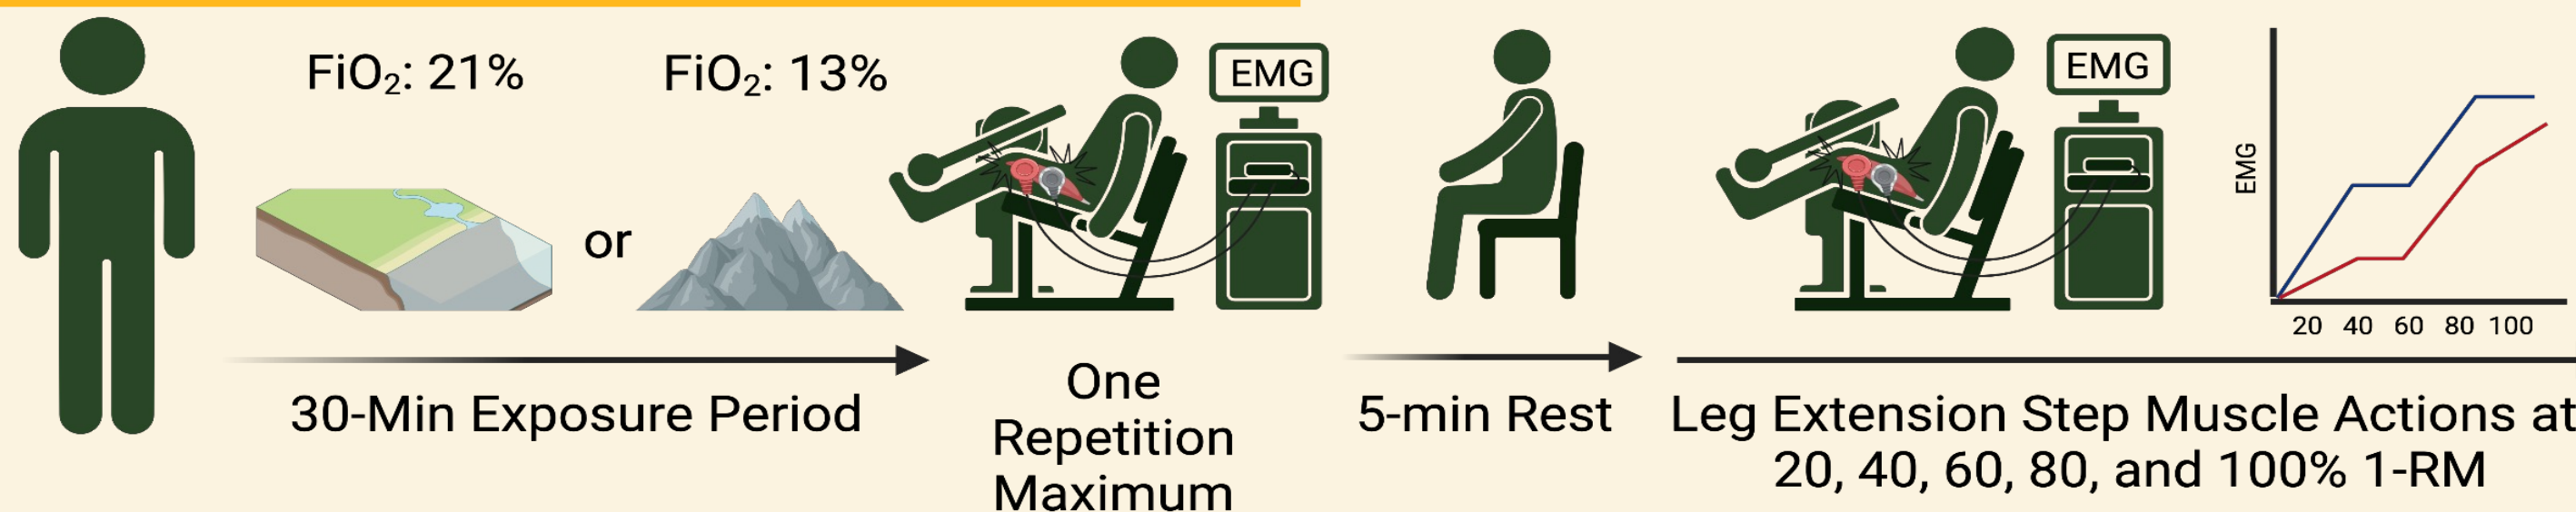 FiO₂: 21%
FiO₂: 13%
or
30-Min Exposure Period
EMG
One
Repetition
Maximum
5-min Rest
EMG
EMG
20 40 60 80 100
Leg Extension Step Muscle Actions at
20, 40, 60, 80, and 100% 1-RM